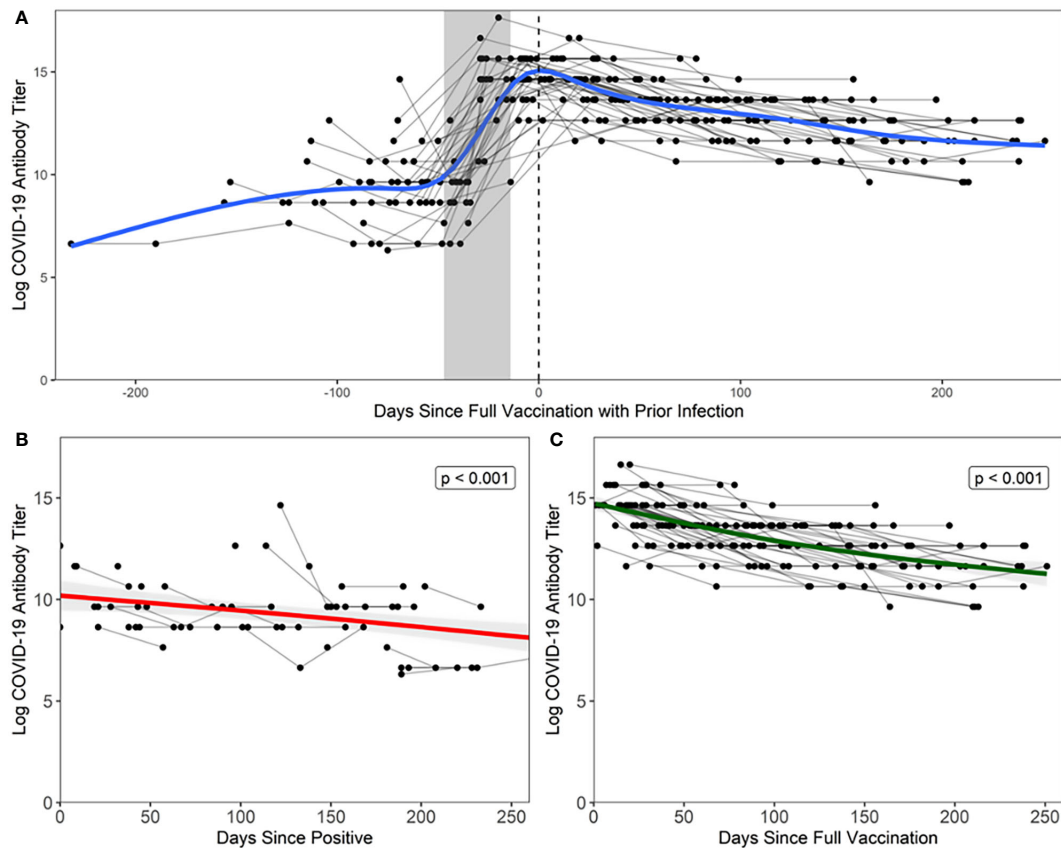 A
Log COVID-19 Antibody Titer
15
10
5
0
-200 -100 0 100 200
Days Since Full Vaccination with Prior Infection
B
p < 0.001
Log COVID-19 Antibody Titer
15
10
5
0
0 50 100 150 200 250
Days Since Positive
C
p < 0.001
Log COVID-19 Antibody Titer
15
10
5
0
0 50 100 150 200 250
Days Since Full Vaccination